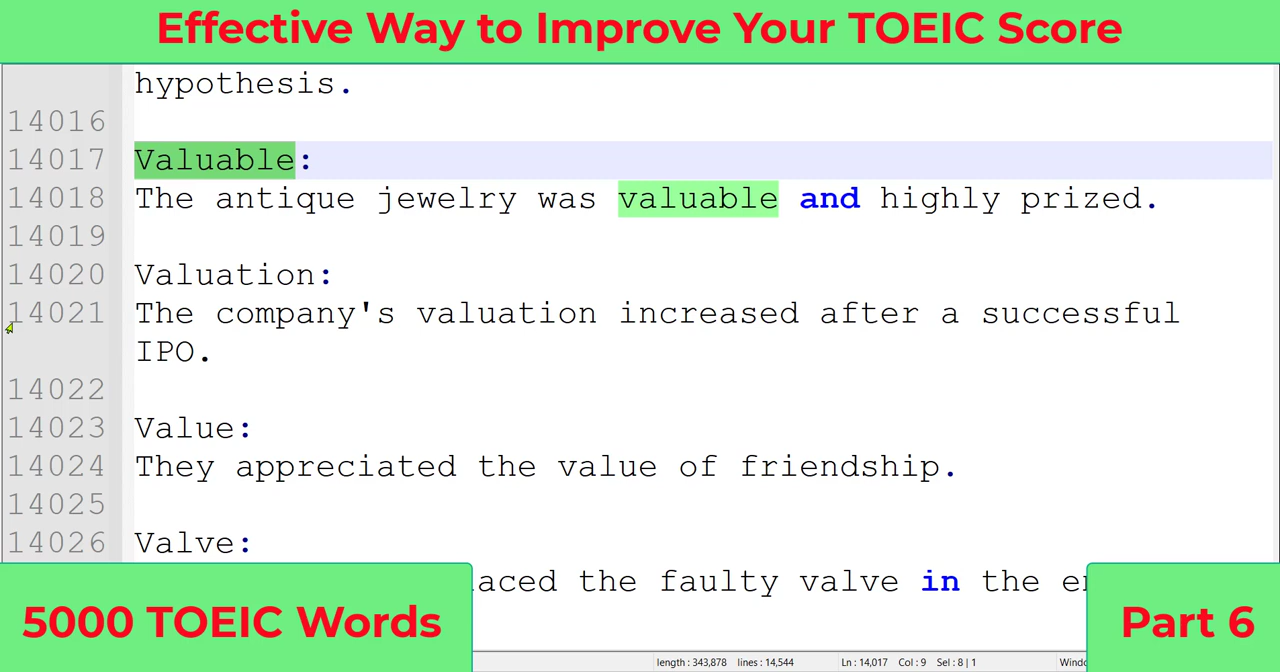 Effective Way to Improve Your TOEIC Score
hypothesis.
14016
14017 Valuable:
14018 The antique jewelry was valuable and highly prized.
14019
14020 Valuation:
14021 The company's valuation increased after a successful
IPO.
14022
14023 Value:
14024 They appreciated the value of friendship.
14025
14026 Valve:
the faulty valve in the
5000 TOEIC Words
Part 6
length : 343,878 lines : 14,544 Ln : 14,017 Col : 9 Sel : 8 | 1